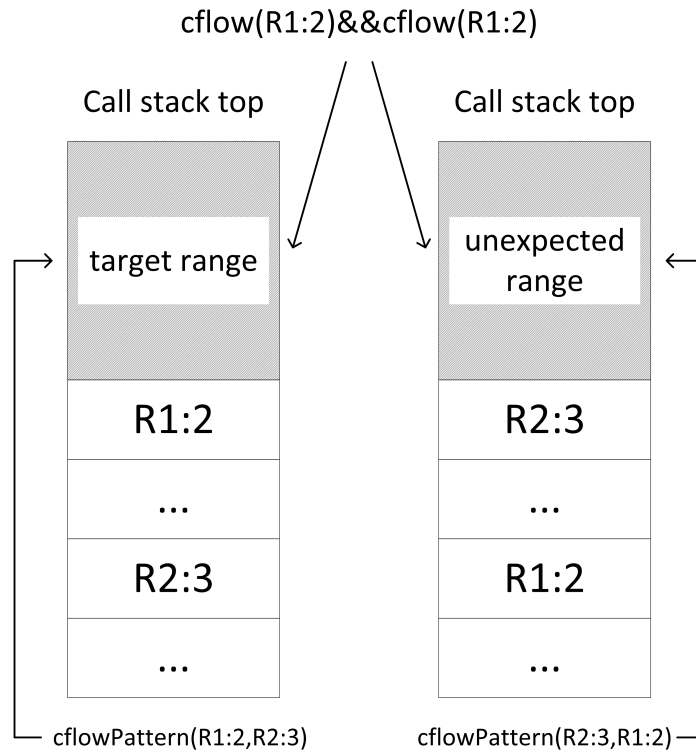 cflow(R1:2)&&cflow(R1:2)
Call stack top
target range
R1:2
...
R2:3
...
cflowPattern(R1:2,R2:3)
Call stack top
unexpected
range
R2:3
...
R1:2
...
cflowPattern(R2:3,R1:2)